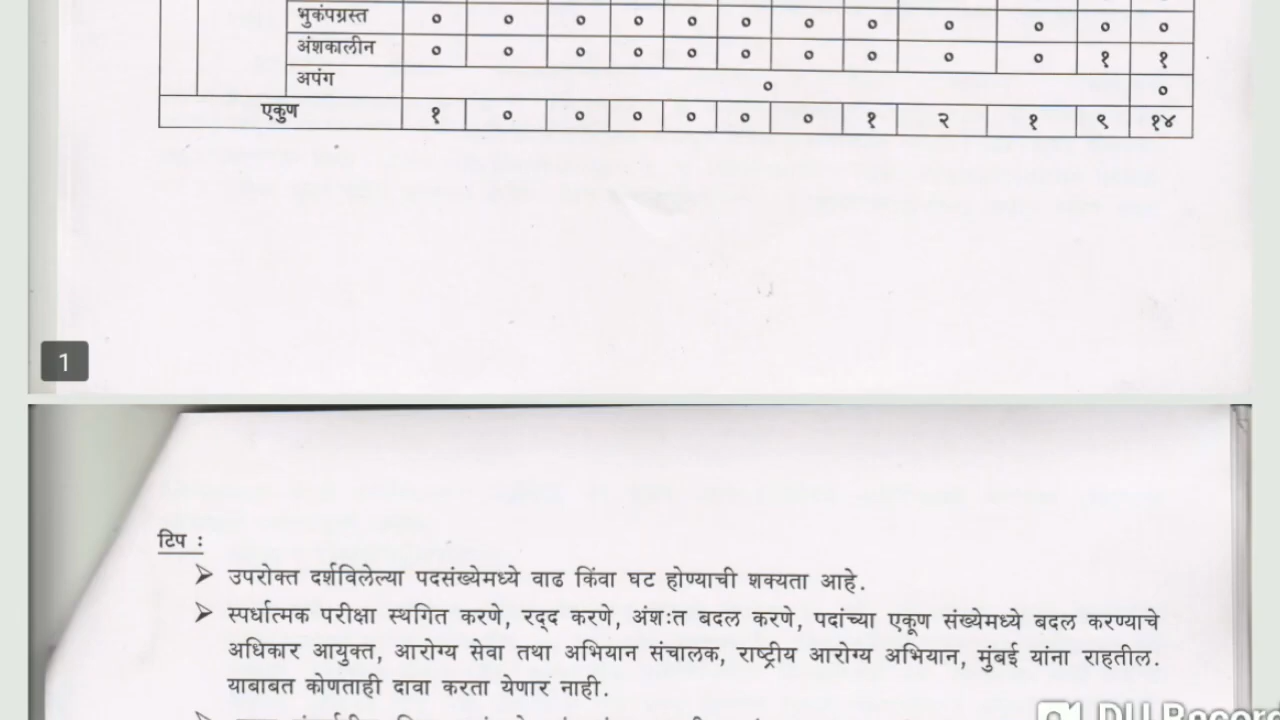 भुकंपग्रस्त ० ० ० ० ० ० ० ० ० ० ० ०
अंशकालीन ० ० ० ० ० ० ० ० ० ० १ १
अपंग ० ०
एकुण १ ० ० ० ० ० ० १ २ १ ९ १४
1
टिप :
➤ उपरोक्त दर्शविलेल्या पदसंख्येमध्ये वाढ किंवा घट होण्याची शक्यता आहे.
➤ स्पर्धात्मक परीक्षा स्थगित करणे, रद्द करणे, अंशःत बदल करणे, पदांच्या एकूण संख्येमध्ये बदल करण्याचे
अधिकार आयुक्त, आरोग्य सेवा तथा अभियान संचालक, राष्ट्रीय आरोग्य अभियान, मुंबई यांना राहतील.
याबाबत कोणताही दावा करता येणार नाही.